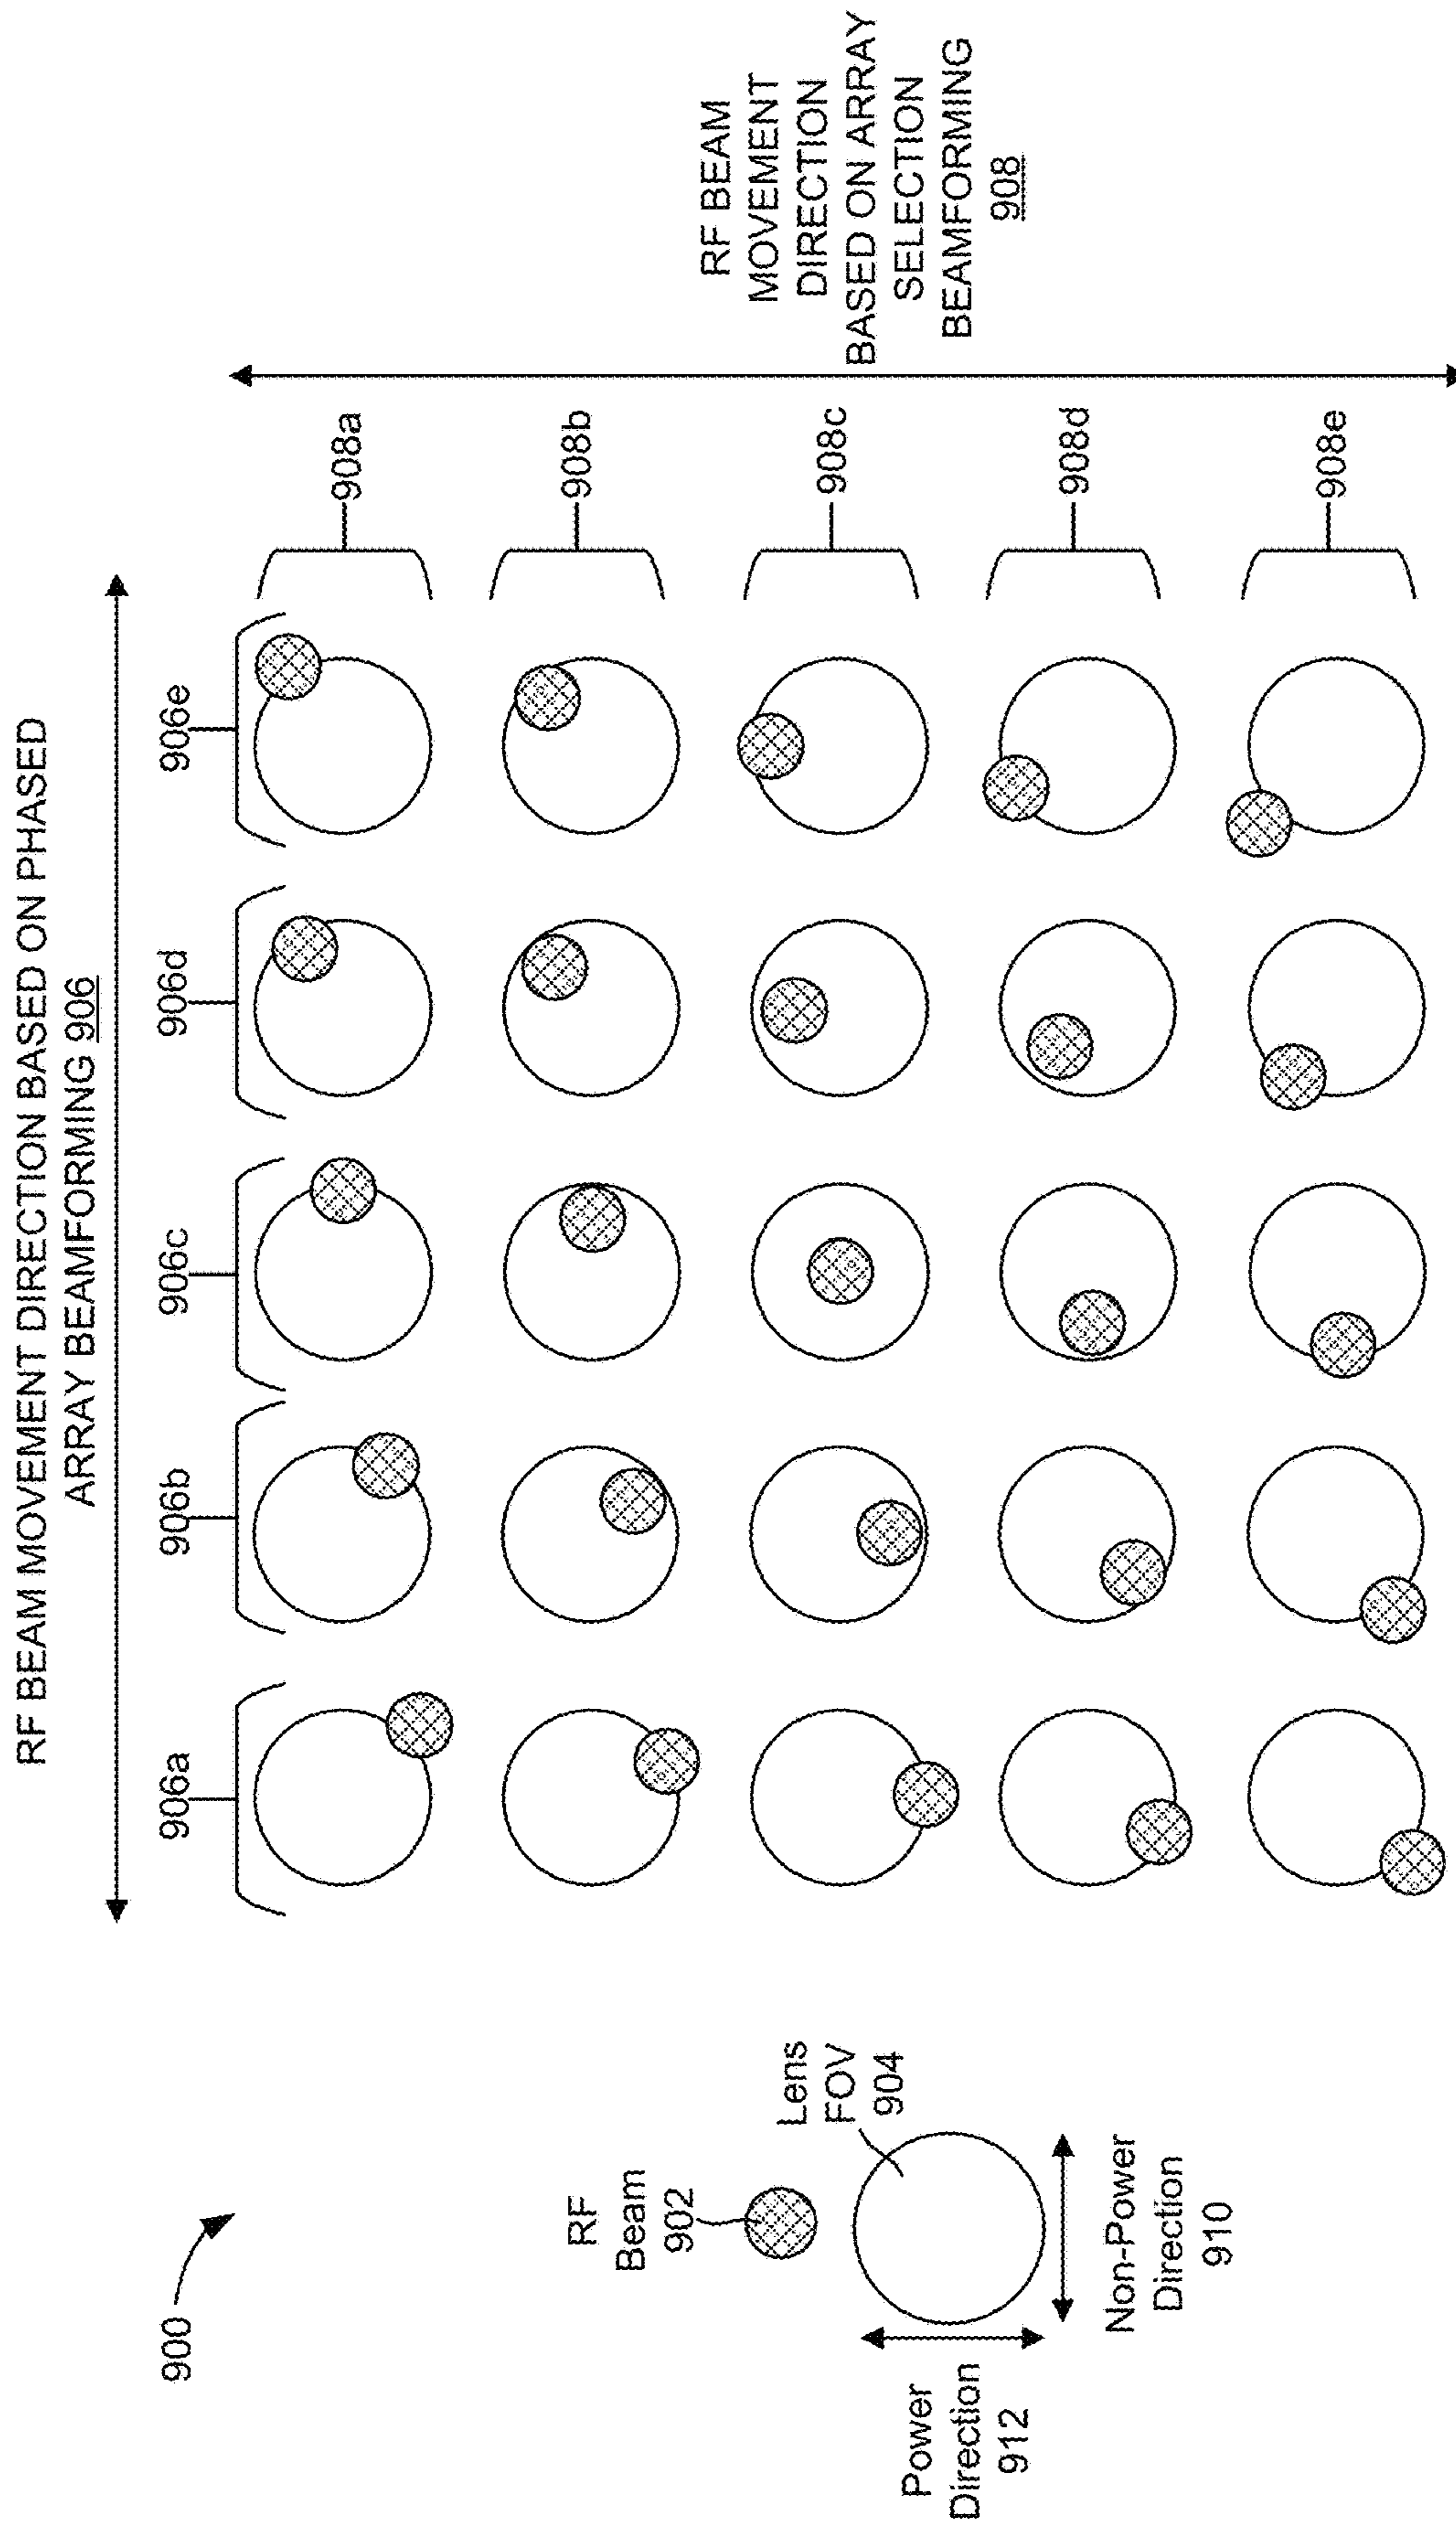 900
RF BEAM MOVEMENT DIRECTION BASED ON PHASED
ARRAY BEAMFORMING 906
906a
906b
906c
906d
906e
908a
908b
908c
908d
908e
RF BEAM
MOVEMENT
DIRECTION
BASED ON ARRAY
SELECTION
BEAMFORMING
908
RF
Beam
902
Lens
FOV
904
Power
Direction
912
Non-Power
Direction
910